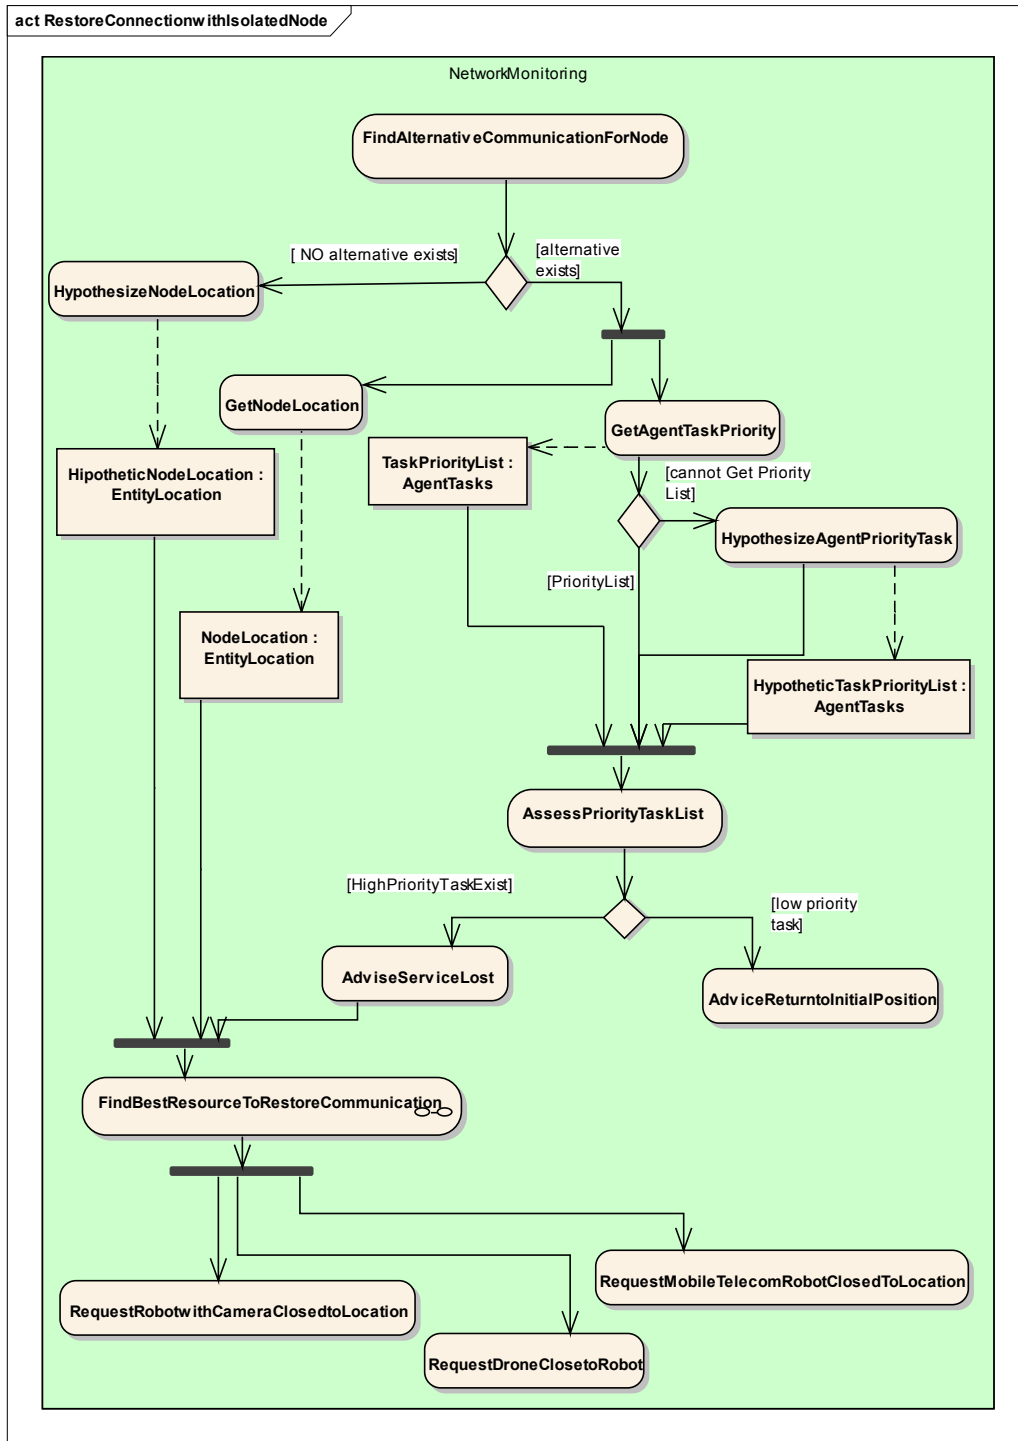 act RestoreConnectionwithIsolatedNode
NetworkMonitoring
FindAlternativeCommunicationForNode
[ NO alternative exists]
[alternative
exists]
HypothesizeNodeLocation
GetNodeLocation
GetAgentTaskPriority
HipotheticNodeLocation :
EntityLocation
TaskPriorityList :
AgentTasks
[cannot Get Priority
List]
HypothesizeAgentPriorityTask
[PriorityList]
NodeLocation :
EntityLocation
HypotheticTaskPriorityList :
AgentTasks
AssessPriorityTaskList
[HighPriorityTaskExist]
[low priority
task]
AdviseServiceLost
AdviceReturntoInitialPosition
FindBestResourceToRestoreCommunication
RequestMobileTelecomRobotClosedToLocation
RequestRobotwithCameraClosedtoLocation
RequestDroneClosetoRobot